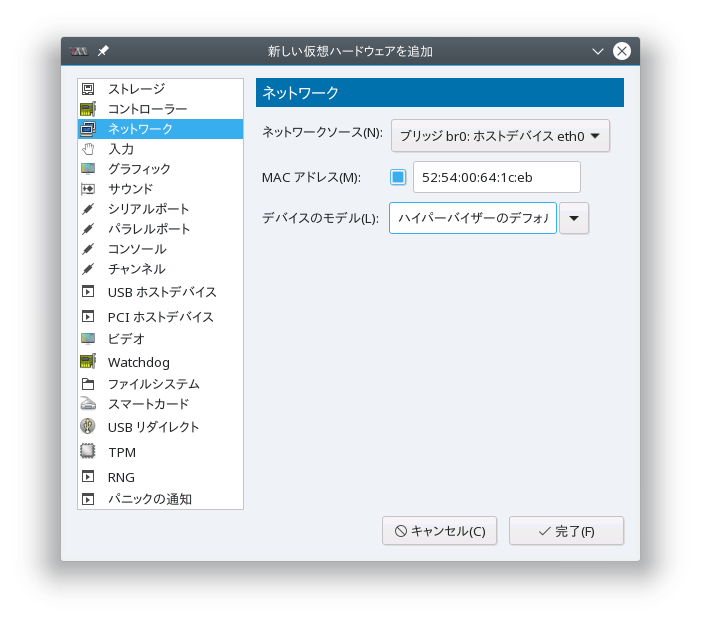 新しい仮想ハードウェアを追加
ストレージ
コントローラー
ネットワーク
入力
グラフィック
サウンド
シリアルポート
パラレルポート
コンソール
チャンネル
USB ホストデバイス
PCI ホストデバイス
ビデオ
Watchdog
ファイルシステム
スマートカード
USB リダイレクト
TPM
RNG
パニックの通知
ネットワーク
ネットワークソース(N): ブリッジ br0: ホストデバイス eth0
MAC アドレス(M): 52:54:00:64:1c:eb
デバイスのモデル(L): ハイパーバイザーのデフォ
キャンセル(C) 完了(F)